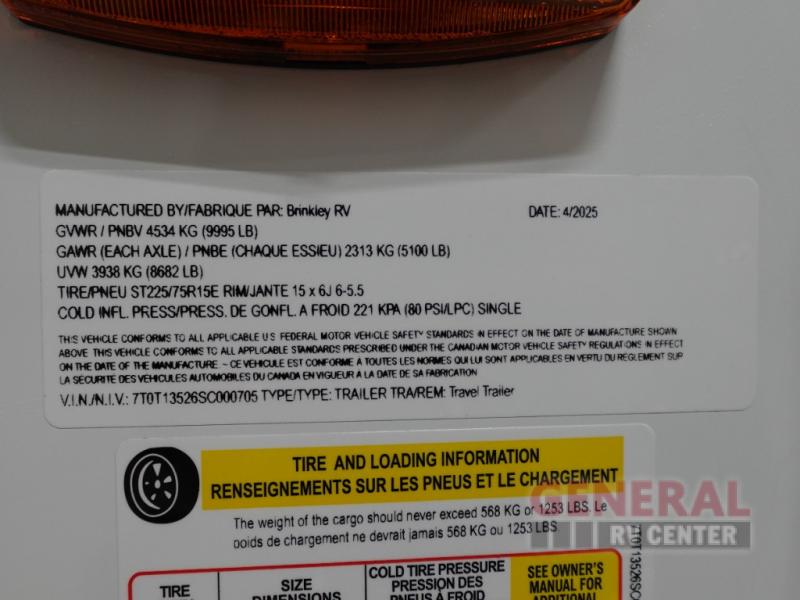 MANUFACTURED BY/FABRIQUE PAR: Brinkley RV DATE: 4/2025
GVWR / PNBV 4534 KG (9995 LB)
GAWR (EACH AXLE) / PNBE (CHAQUE ESSIEU) 2313 KG (5100 LB)
UVW 3938 KG (8682 LB)
TIRE/PNEU ST225/75R15E RIM/JANTE 15 x 6J 6-5.5
COLD INFL. PRESS/PRESS. DE GONFL. A FROID 221 KPA (80 PSI/LPC) SINGLE
THIS VEHICLE CONFORMS TO ALL APPLICABLE U.S. FEDERAL MOTOR VEHICLE SAFETY STANDARDS IN EFFECT ON THE DATE OF MANUFACTURE SHOWN
ABOVE THIS VEHICLE CONFORMS TO ALL APPLICABLE STANDARDS PRESCRIBED UNDER THE CANADIAN MOTOR VEHICLE SAFETY REGULATIONS IN EFFECT
ON THE DATE OF THE MANUFACTURE. ~ CE VEHICULE EST CONFORME A TOUTES LES NORMES QUI LUI SONT APPLICABLES EN VERTU DU REGLEMENT SUR
LA SECURITE DES VEHICULES AUTOMOBILES DU CANADA EN VIGUEUR A LA DATE DE SA FABRICATION
V.I.N./N.I.V.: 7T0T13526SC000705 TYPE/TYPE: TRAILER TRA/REM: Travel Trailer
TIRE AND LOADING INFORMATION
RENSEIGNEMENTS SUR LES PNEUS ET LE CHARGEMENT
The weight of the cargo should never exceed 568 KG or 1253 LBS. Le
poids de chargement ne devrait jamais 568 KG ou 1253 LBS
GENERAL
RV CENTER
7T0T13526SC
TIRE
SIZE
DIMENSIONS
COLD TIRE PRESSURE
PRESSION DES
PNEUS A FROID
SEE OWNER'S
MANUAL FOR
ADDITIONAL